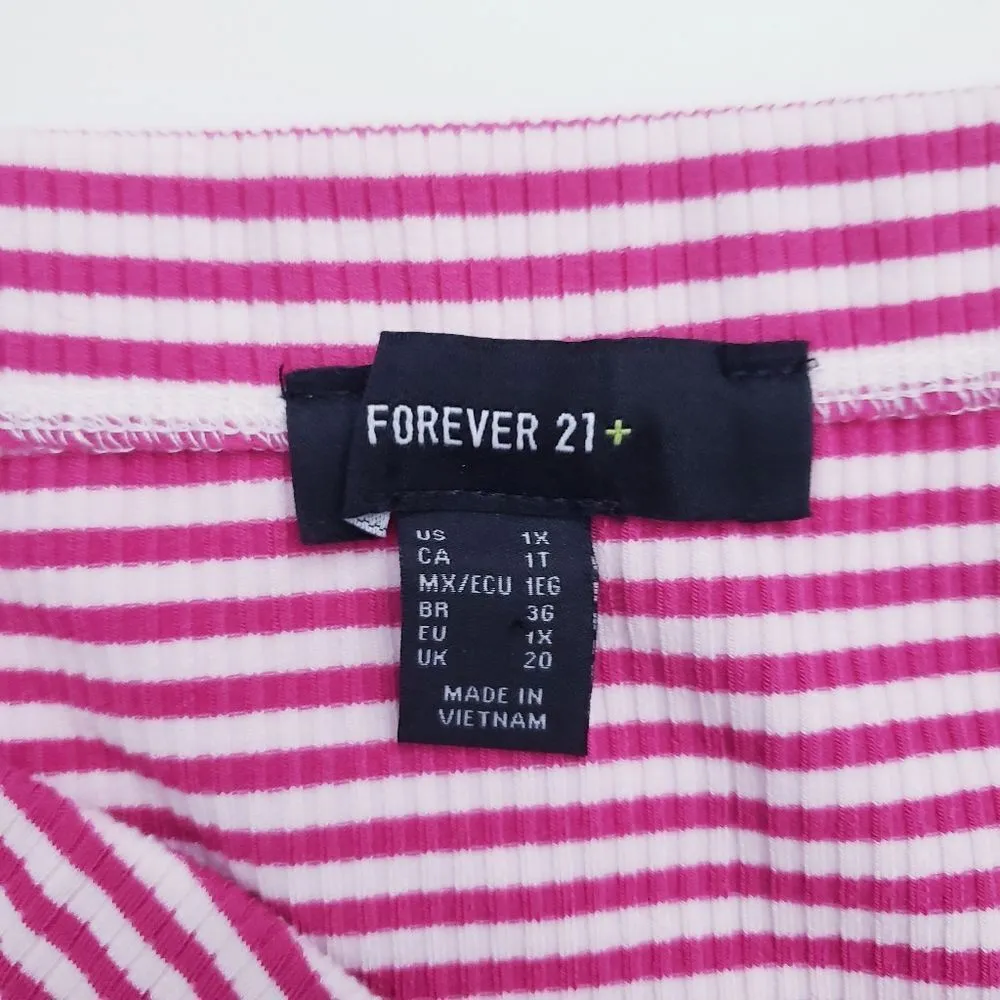 FOREVER 21+
US 1X
CA 1T
MX/ECU 1EG
BR 3G
EU 1X
UK 20
MADE IN
VIETNAM